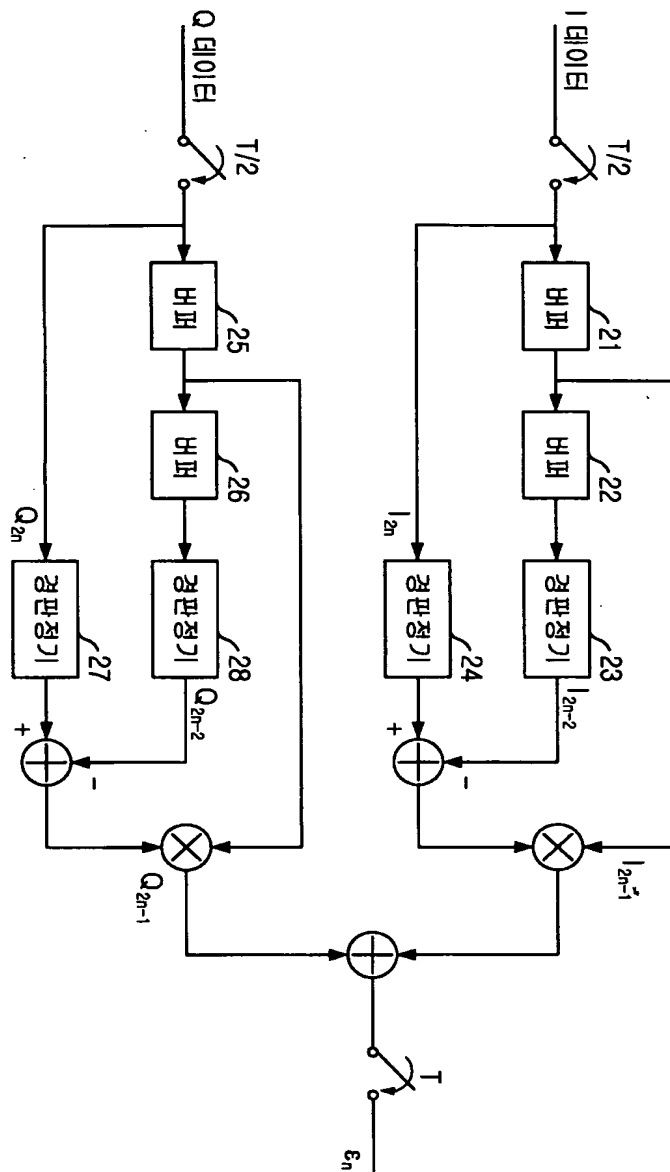 I 데이터
T/2
버퍼
21
버퍼
22
경판정기
23
I2n-2
I2n
경판정기
24
+
-
I2n-1
Q 데이터
T/2
버퍼
25
버퍼
26
경판정기
28
Q2n-2
Q2n
경판정기
27
+
-
Q2n-1
T
εn